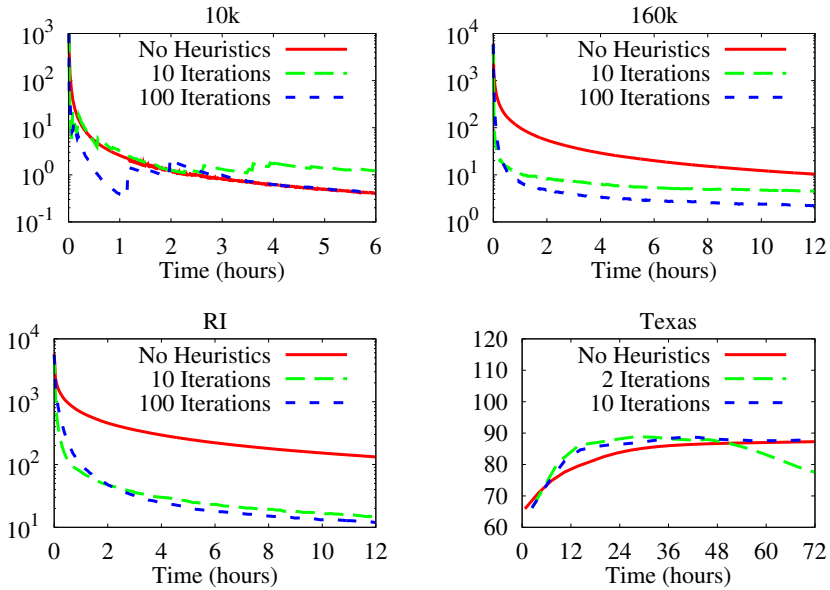 10k
10^3
10^2
10^1
10^0
10^-1
No Heuristics
10 Iterations
100 Iterations
0 1 2 3 4 5 6
Time (hours)
160k
10^4
10^3
10^2
10^1
10^0
No Heuristics
10 Iterations
100 Iterations
0 2 4 6 8 10 12
Time (hours)
RI
10^4
10^3
10^2
10^1
No Heuristics
10 Iterations
100 Iterations
0 2 4 6 8 10 12
Time (hours)
Texas
120
110
100
90
80
70
60
No Heuristics
2 Iterations
10 Iterations
0 12 24 36 48 60 72
Time (hours)